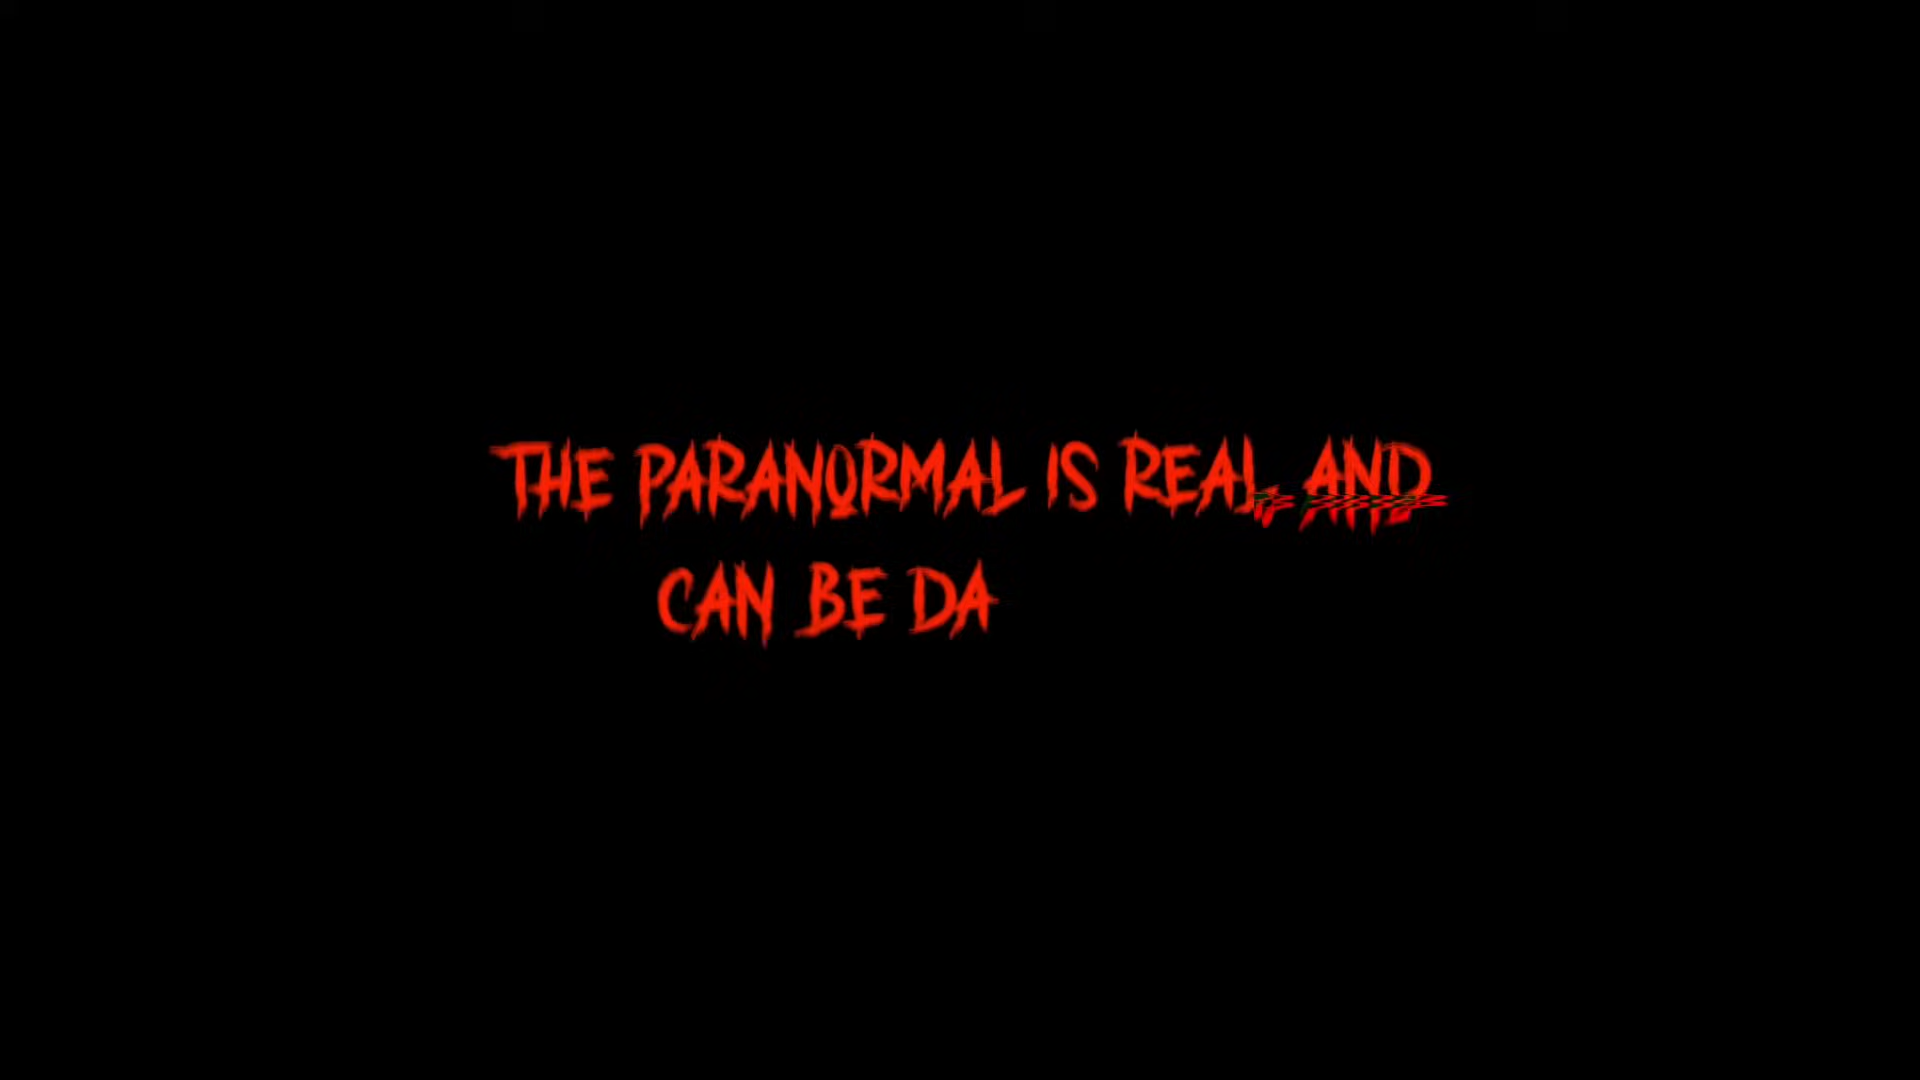 THE PARANORMAL IS REAL, AND
CAN BE DA